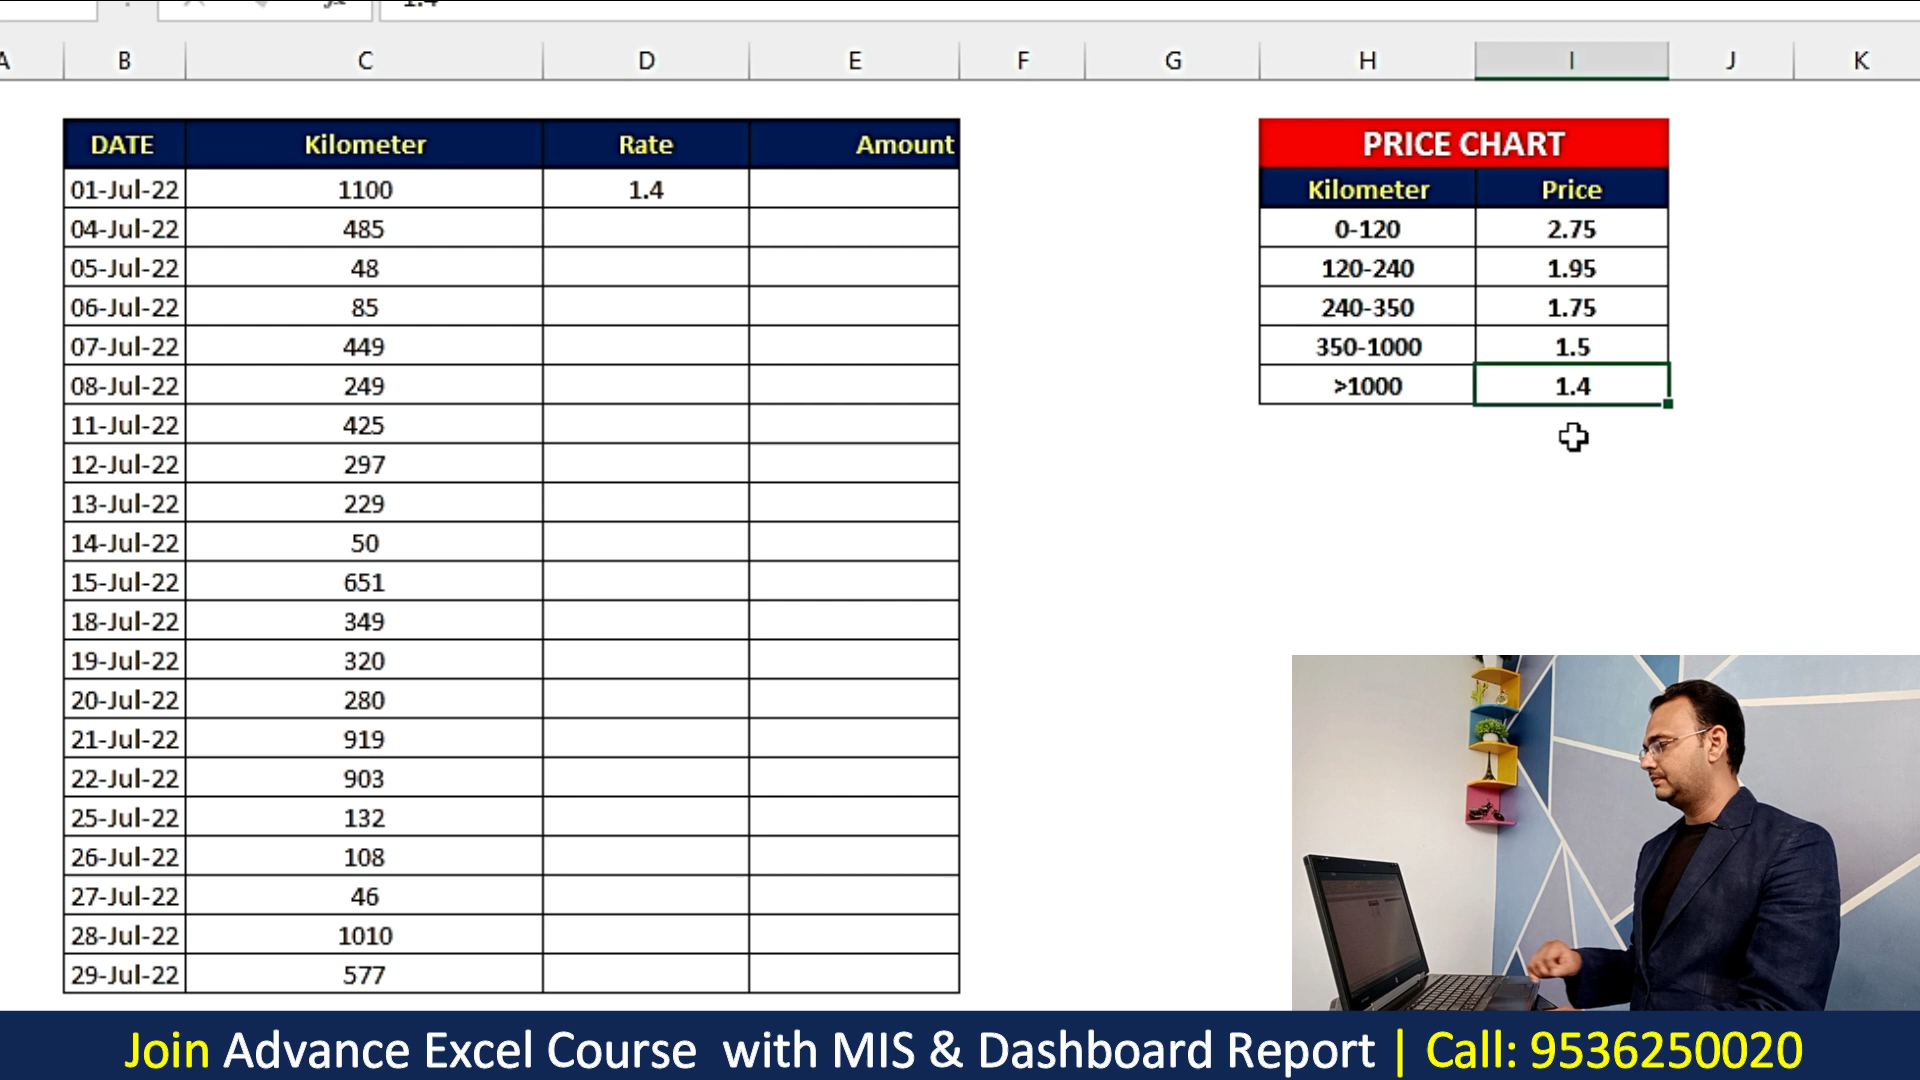 1.4
A B C D E F G H I J K
DATE Kilometer Rate Amount
01-Jul-22 1100 1.4
04-Jul-22 485
05-Jul-22 48
06-Jul-22 85
07-Jul-22 449
08-Jul-22 249
11-Jul-22 425
12-Jul-22 297
13-Jul-22 229
14-Jul-22 50
15-Jul-22 651
18-Jul-22 349
19-Jul-22 320
20-Jul-22 280
21-Jul-22 919
22-Jul-22 903
25-Jul-22 132
26-Jul-22 108
27-Jul-22 46
28-Jul-22 1010
29-Jul-22 577
PRICE CHART
Kilometer Price
0-120 2.75
120-240 1.95
240-350 1.75
350-1000 1.5
>1000 1.4
Join Advance Excel Course with MIS & Dashboard Report | Call: 9536250020